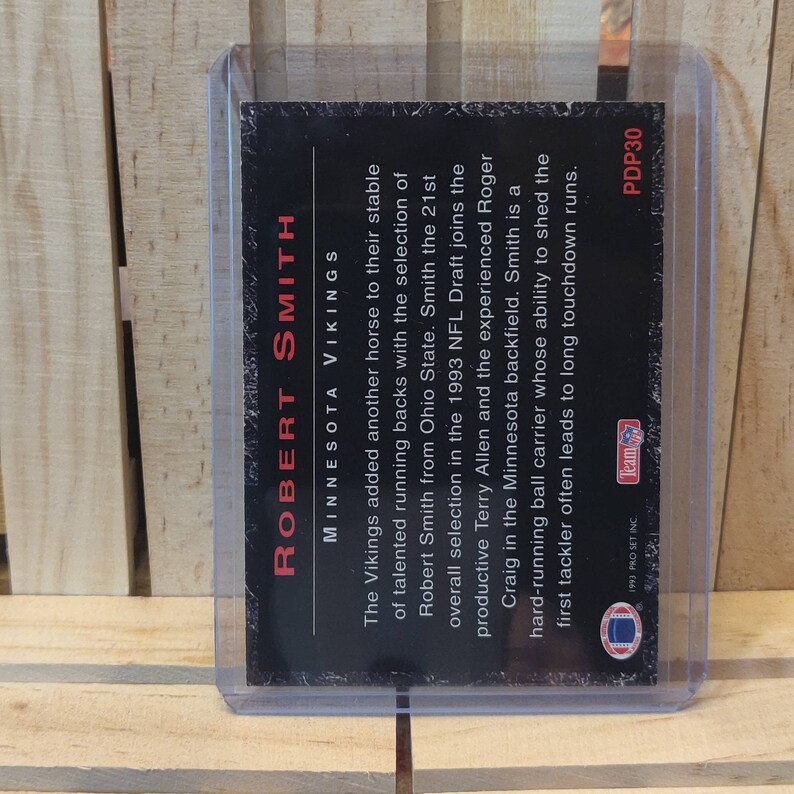 ROBERT SMITH
MINNESOTA VIKINGS
The Vikings added another horse to their stable
of talented running backs with the selection of
Robert Smith from Ohio State. Smith the 21st
overall selection in the 1993 NFL Draft joins the
productive Terry Allen and the experienced Roger
Craig in the Minnesota backfield. Smith is a
hard-running ball carrier whose ability to shed the
first tackler often leads to long touchdown runs.
1993 PRO SET INC.
Team
NFL
PDP30